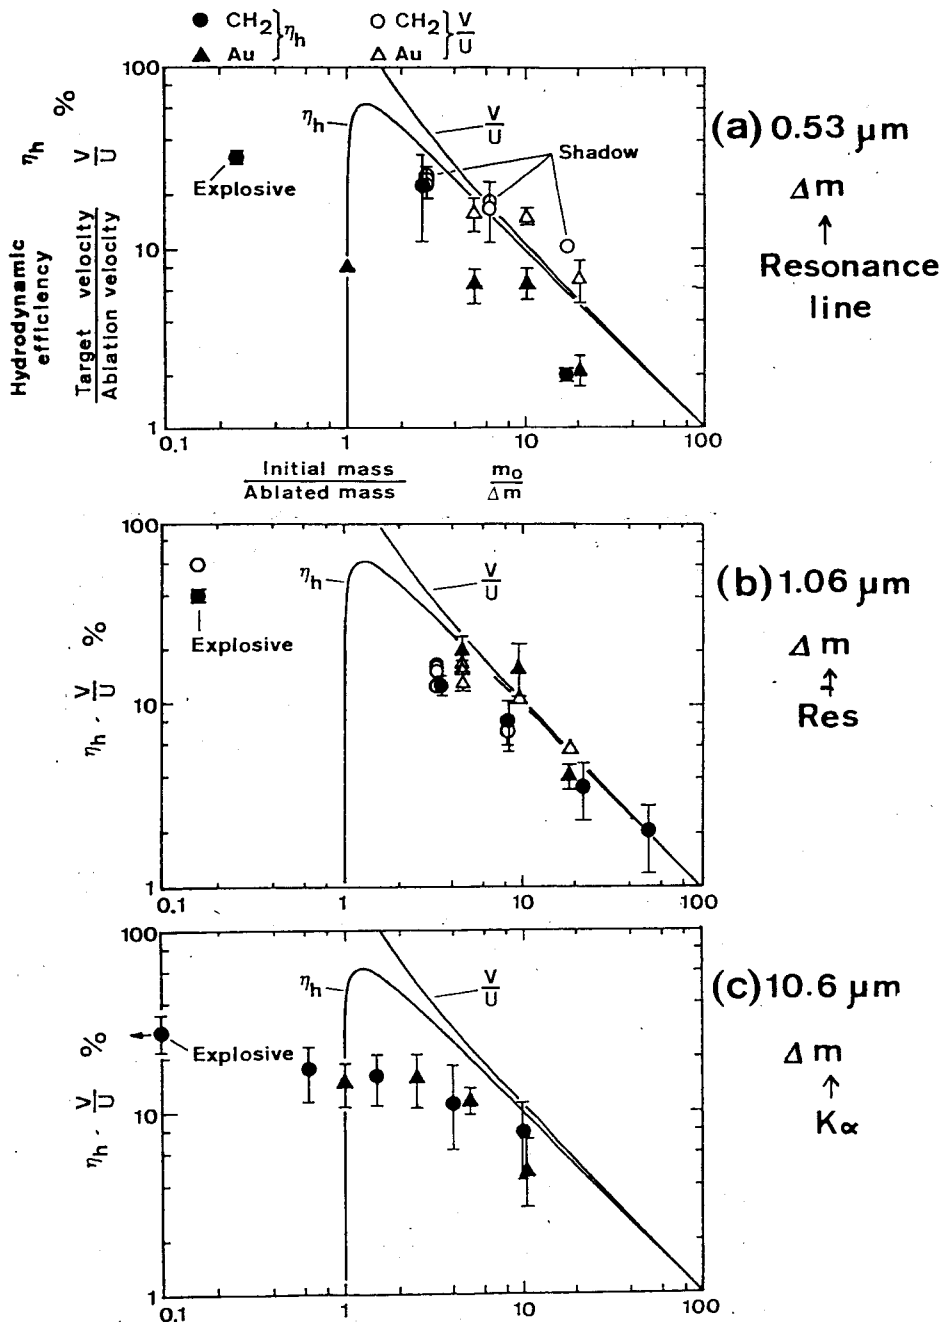 CH2 } ηh
Au
CH2 } V/U
Au
100
10
1
0.1
1
10
100
ηh
V/U
%
Hydrodynamic efficiency
Target velocity
Ablation velocity
Explosive
ηh
V/U
Shadow
(a) 0.53 μm
Δm
↑
Resonance
line
Initial mass
Ablated mass
mo
Δm
100
10
1
0.1
1
10
100
ηh · V/U %
Explosive
ηh
V/U
(b) 1.06 μm
Δm
↑
Res
100
10
1
0.1
1
10
100
ηh · V/U %
Explosive
ηh
V/U
(c) 10.6 μm
Δm
↑
Kα